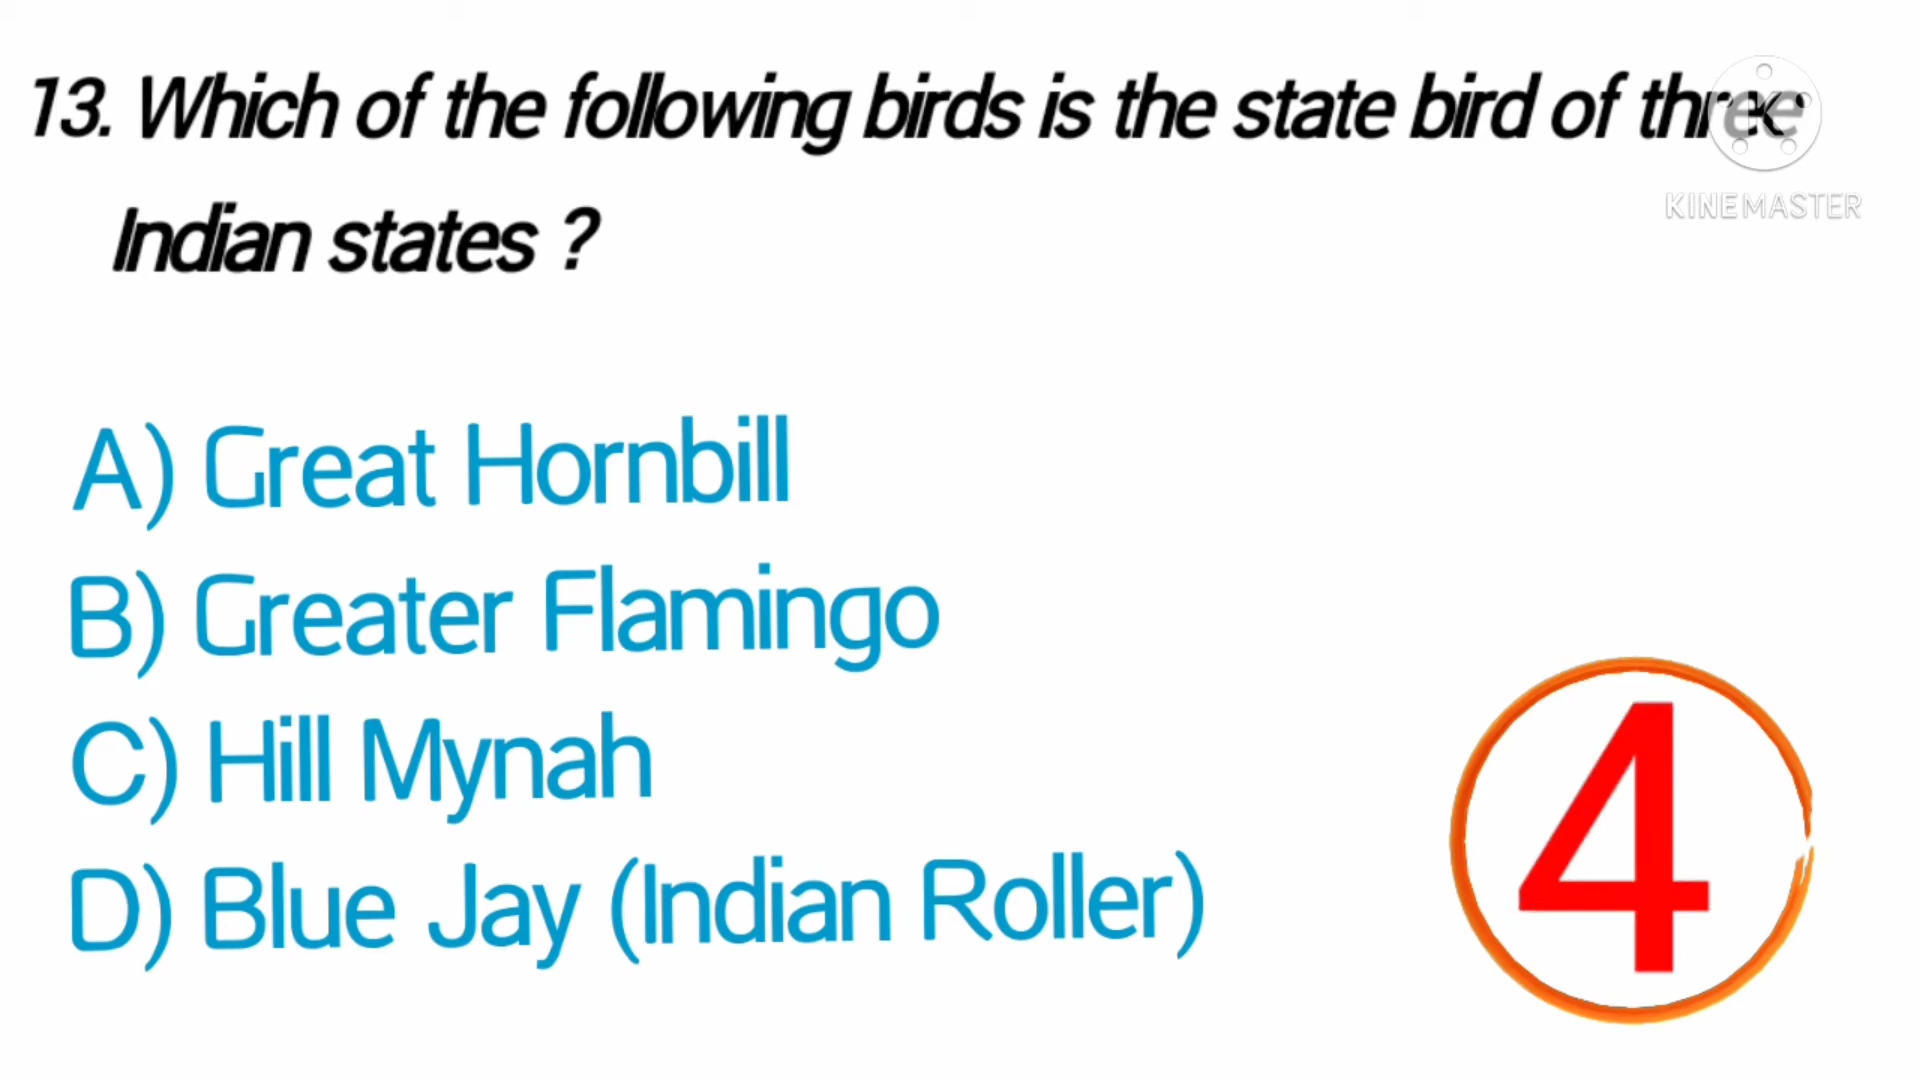 13. Which of the following birds is the state bird of three
Indian states ?
K
KINEMASTER
A) Great Hornbill
B) Greater Flamingo
C) Hill Mynah
D) Blue Jay (Indian Roller)
4